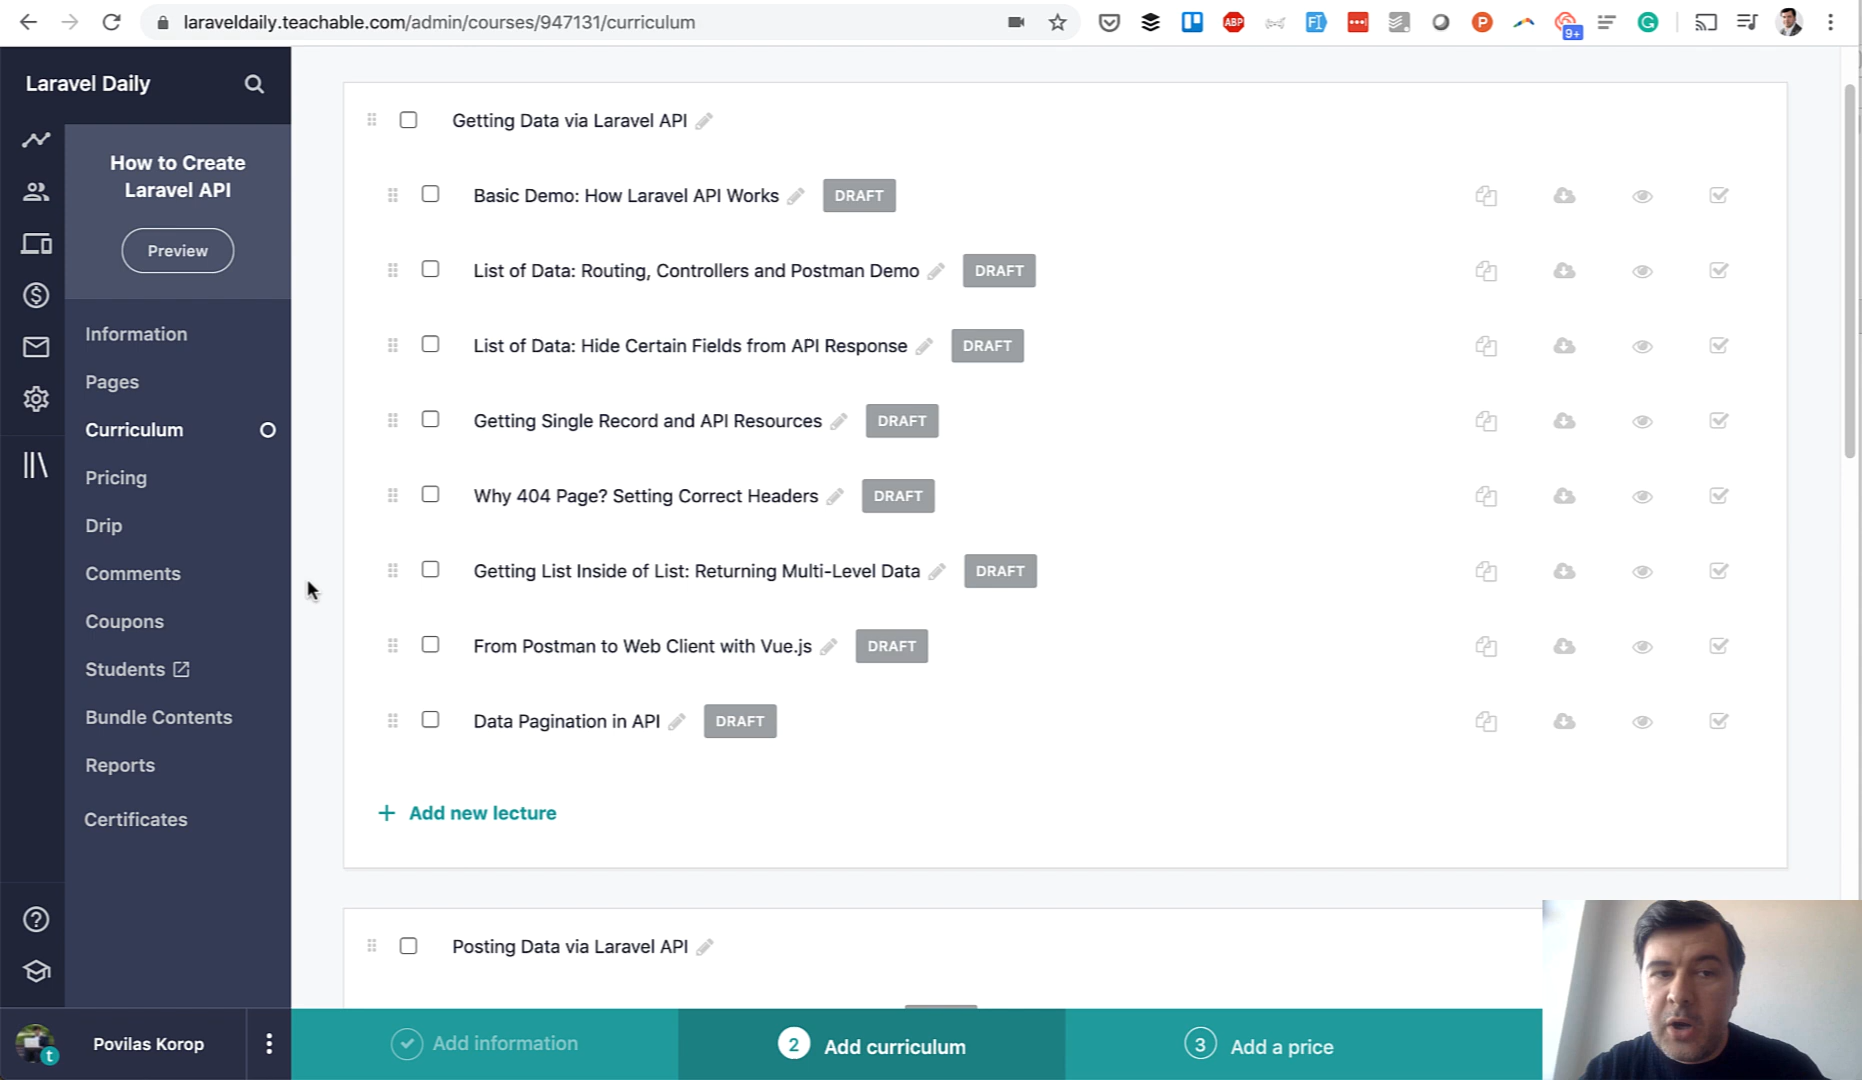 laraveldaily.teachable.com/admin/courses/947131/curriculum
ABP
P
9+
G
Laravel Daily
How to Create
Laravel API
Preview
Information
Pages
Curriculum
Pricing
Drip
Comments
Coupons
Students
Bundle Contents
Reports
Certificates
Povilas Korop
t
Getting Data via Laravel API
Basic Demo: How Laravel API Works DRAFT
List of Data: Routing, Controllers and Postman Demo DRAFT
List of Data: Hide Certain Fields from API Response DRAFT
Getting Single Record and API Resources DRAFT
Why 404 Page? Setting Correct Headers DRAFT
Getting List Inside of List: Returning Multi-Level Data DRAFT
From Postman to Web Client with Vue.js DRAFT
Data Pagination in API DRAFT
+ Add new lecture
Posting Data via Laravel API
Add information
2 Add curriculum
3 Add a price